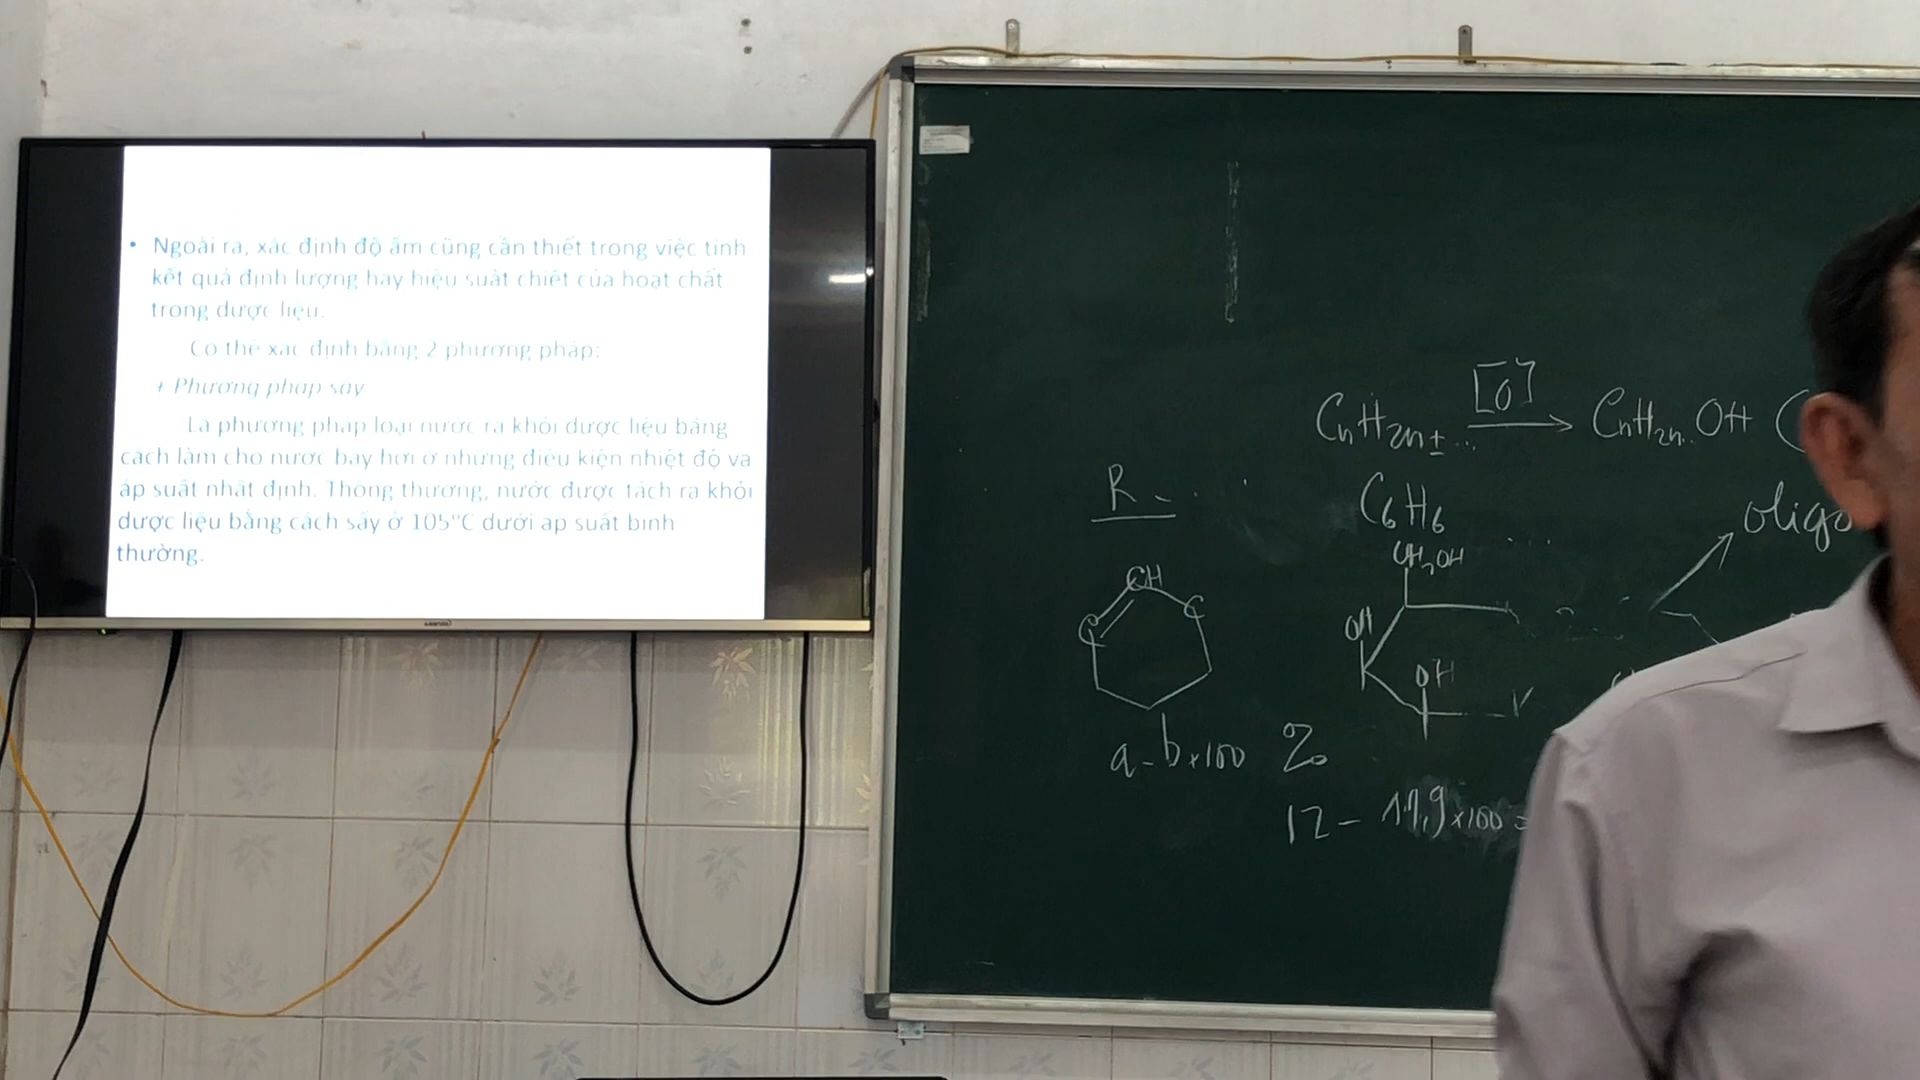 • Ngoài ra, xác định độ ẩm cũng cần thiết trong việc tính
kết quả định lượng hay hiệu suất chiết của hoạt chất
trong dược liệu.
Có thể xác định bằng 2 phương pháp:
+ Phương pháp sấy
Là phương pháp loại nước ra khỏi dược liệu bằng
cách làm cho nước bay hơi ở những điều kiện nhiệt độ và
áp suất nhất định. Thông thường, nước được tách ra khỏi
dược liệu bằng cách sấy ở 105°C dưới áp suất bình
thường.
CnH2n±... [O] → CnH2n..OH (
R - . .
C6H6
oligo
CH2OH
CH
C
C
OH
OH
a - b x100 %
12 - 11,9 x100 =